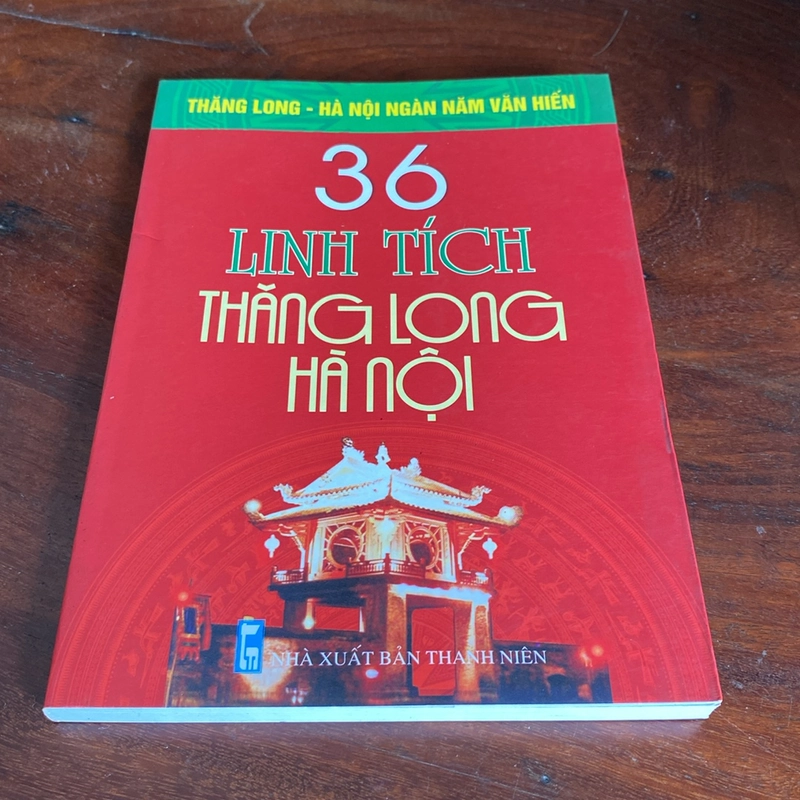 THĂNG LONG - HÀ NỘI NGÀN NĂM VĂN HIẾN
36
LINH TÍCH
THĂNG LONG
HÀ NỘI
NHÀ XUẤT BẢN THANH NIÊN